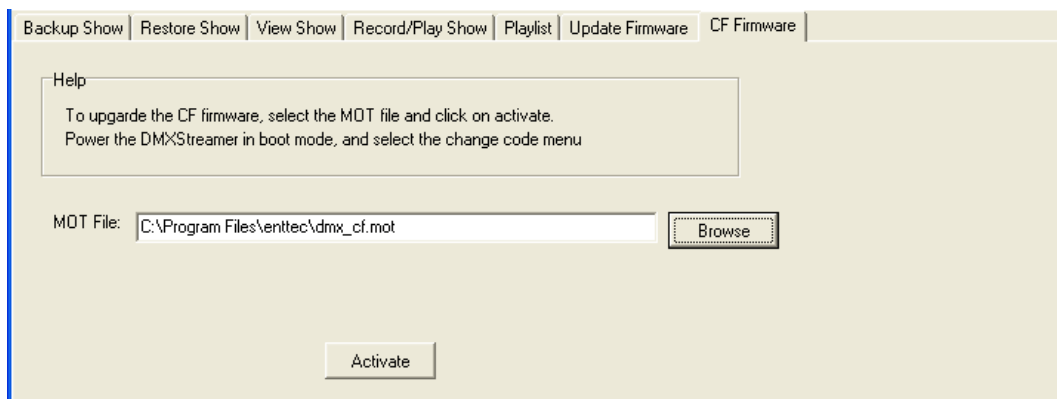 Backup Show Restore Show View Show Record/Play Show Playlist Update Firmware CF Firmware
Help
To upgarde the CF firmware, select the MOT file and click on activate.
Power the DMXStreamer in boot mode, and select the change code menu
MOT File: C:\Program Files\enttec\dmx_cf.mot Browse
Activate